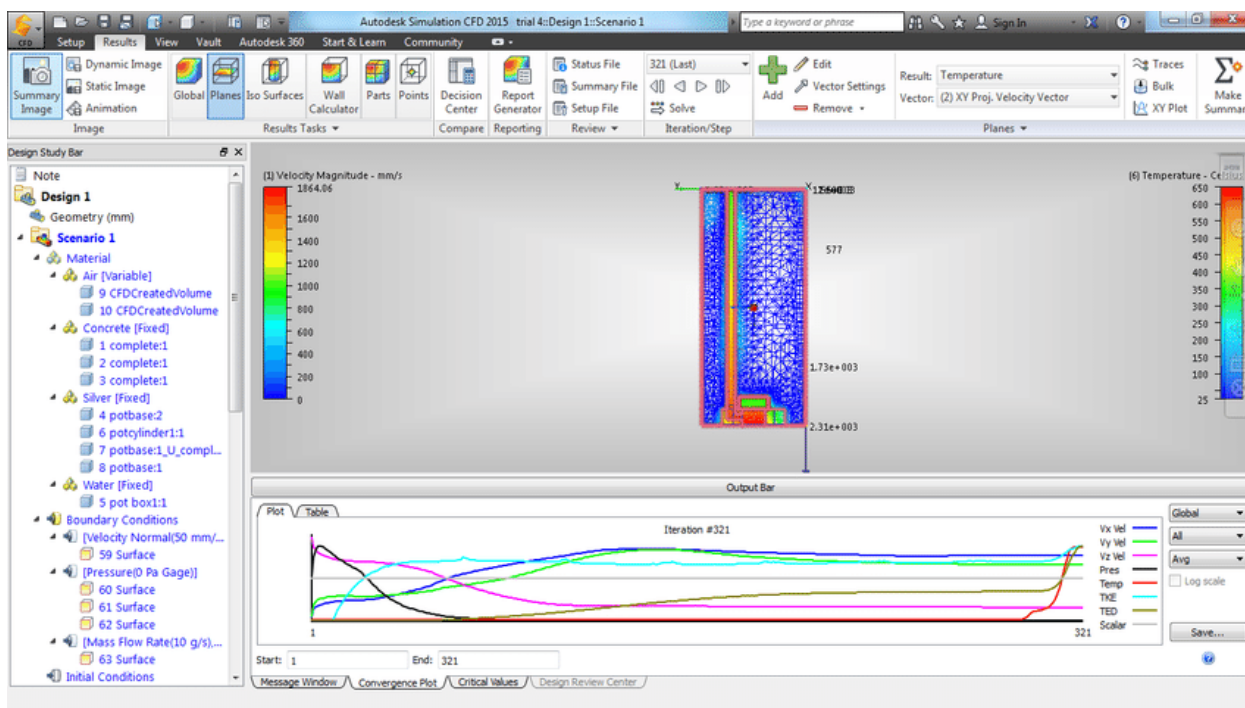 Autodesk Simulation CFD 2015 trial 4::Design 1::Scenario 1
Type a keyword or phrase
Sign In
CFD
Setup Results View Vault Autodesk 360 Start & Learn Community
Summary Image
Dynamic Image
Static Image
Animation
Image
Global
Planes
Iso Surfaces
Wall Calculator
Parts
Points
Results Tasks
Decision Center
Compare
Report Generator
Reporting
Status File
Summary File
Setup File
Review
321 (Last)
Solve
Iteration/Step
Add
Edit
Vector Settings
Remove
Result: Temperature
Vector: (2) XY Proj. Velocity Vector
Planes
Traces
Bulk
XY Plot
Make
Summar
Design Study Bar
Note
Design 1
Geometry (mm)
Scenario 1
Material
Air [Variable]
9 CFDCreatedVolume
10 CFDCreatedVolume
Concrete [Fixed]
1 complete:1
2 complete:1
3 complete:1
Silver [Fixed]
4 potbase:2
6 potcylinder1:1
7 potbase:1_U_compl...
8 potbase:1
Water [Fixed]
5 pot box1:1
Boundary Conditions
[Velocity Normal(50 mm/...
59 Surface
[Pressure(0 Pa Gage)]
60 Surface
61 Surface
62 Surface
[Mass Flow Rate(10 g/s),...
63 Surface
Initial Conditions
(1) Velocity Magnitude - mm/s
1864.06
1600
1400
1200
1000
800
600
400
200
0
Y
X
577
1.73e+003
2.31e+003
(6) Temperature - Celsius
650
600
550
500
450
400
350
300
250
200
150
100
25
Output Bar
Plot Table
Iteration #321
1
321
Vx Vel
Vy Vel
Vz Vel
Pres
Temp
TKE
TED
Scalar
Global
All
Avg
Log scale
Save...
Start: 1 End: 321
Message Window Convergence Plot Critical Values Design Review Center